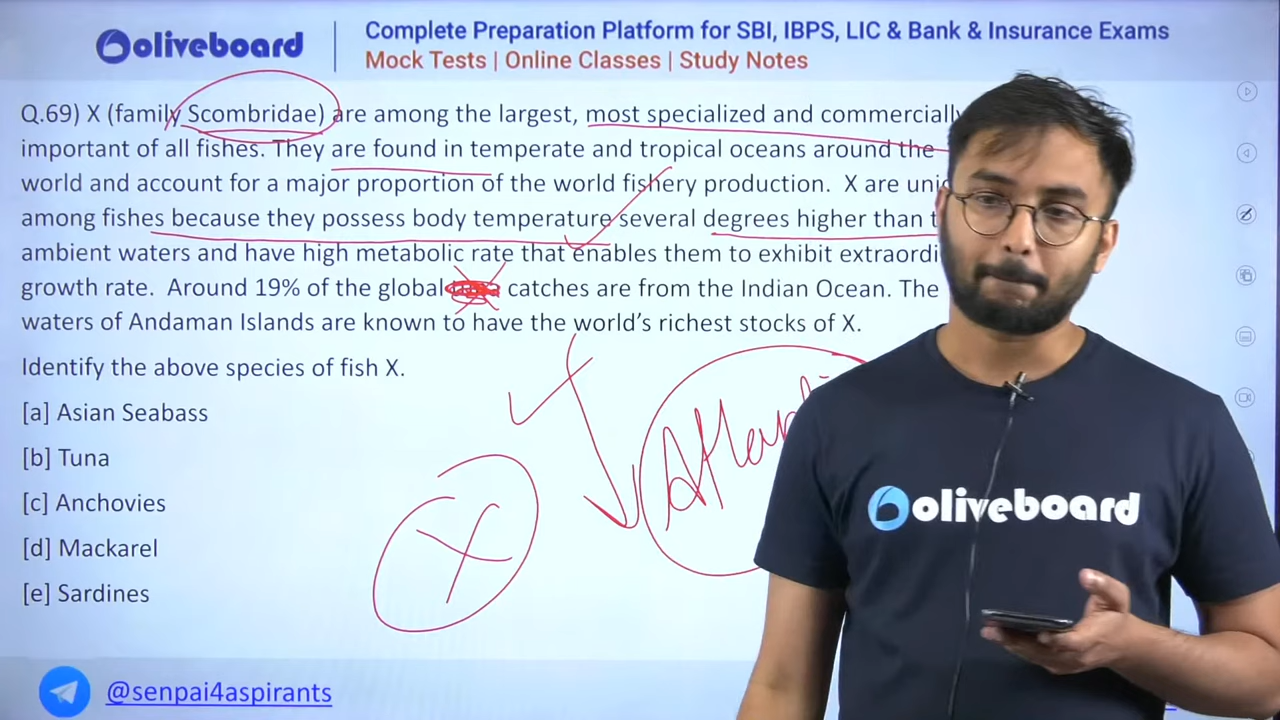 oliveboard
Complete Preparation Platform for SBI, IBPS, LIC & Bank & Insurance Exams
Mock Tests | Online Classes | Study Notes
Q.69) X (family Scombridae) are among the largest, most specialized and commercially
important of all fishes. They are found in temperate and tropical oceans around the
world and account for a major proportion of the world fishery production. X are
among fishes because they possess body temperature several degrees higher than
ambient waters and have high metabolic rate that enables them to exhibit
growth rate. Around 19% of the global catches are from the Indian Ocean. The
waters of Andaman Islands are known to have the world's richest stocks of X.
Identify the above species of fish X.
[a] Asian Seabass
[b] Tuna
[c] Anchovies
[d] Mackarel
[e] Sardines
X
oliveboard
@senpai4aspirants